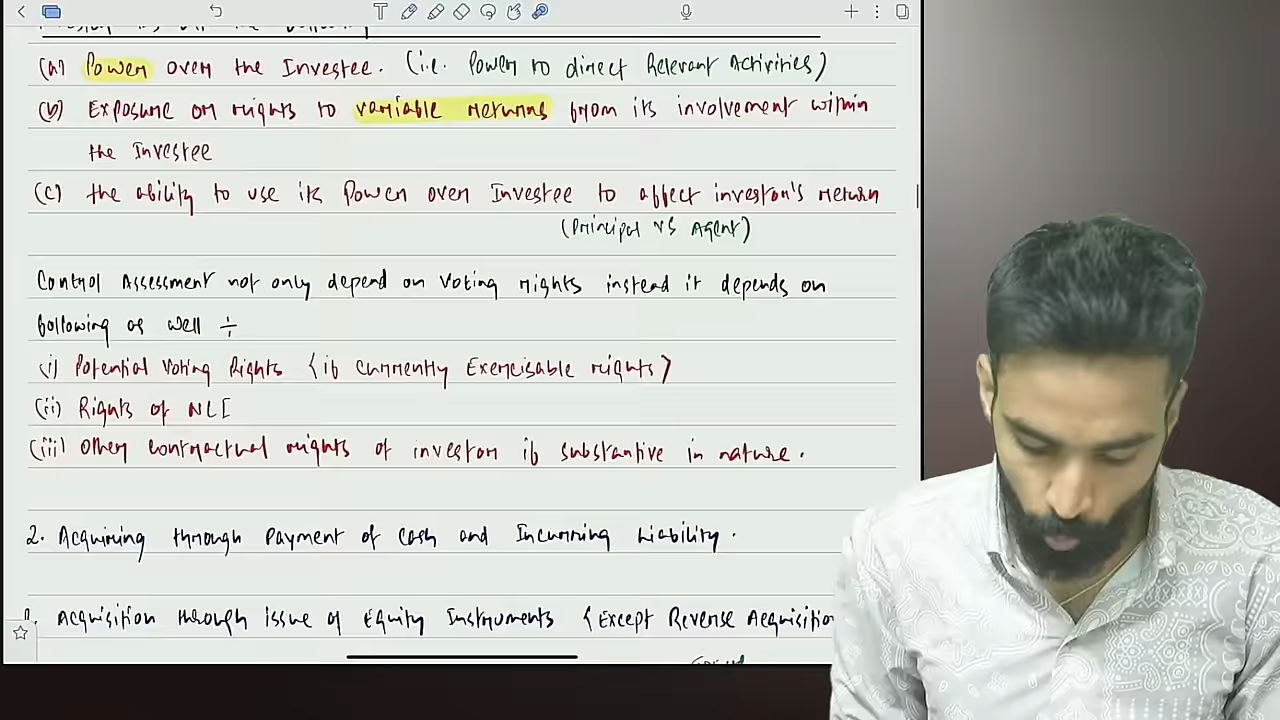 (a) Power over the Investee. (i.e. Power to direct Relevant Activities)
(b) Exposure or rights to variable returns from its involvement within
the Investee
(c) the ability to use its Power over Investee to affect investor's return
(Principal vs Agent)
Control Assessment not only depend on Voting rights instead it depends on
following as well ÷
(i) Potential Voting Rights {if currently Exercisable rights}
(ii) Rights of NCI
(iii) Other contractual rights of investor if substantive in nature.
2. Acquiring through Payment of Cash and Incurring Liability.
Acquisition through issue of Equity Instruments {Except Reverse Acquisition